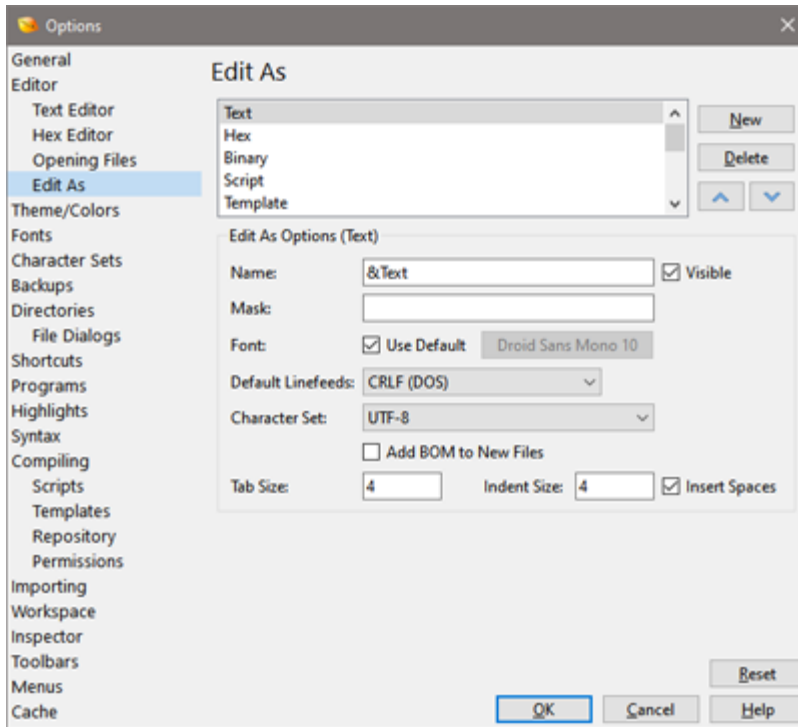 Options
General
Editor
Text Editor
Hex Editor
Opening Files
Edit As
Theme/Colors
Fonts
Character Sets
Backups
Directories
File Dialogs
Shortcuts
Programs
Highlights
Syntax
Compiling
Scripts
Templates
Repository
Permissions
Importing
Workspace
Inspector
Toolbars
Menus
Cache
Edit As
Text
Hex
Binary
Script
Template
New
Delete
Edit As Options (Text)
Name: &Text Visible
Mask:
Font: Use Default Droid Sans Mono 10
Default Linefeeds: CRLF (DOS)
Character Set: UTF-8
Add BOM to New Files
Tab Size: 4 Indent Size: 4 Insert Spaces
Reset
OK Cancel Help